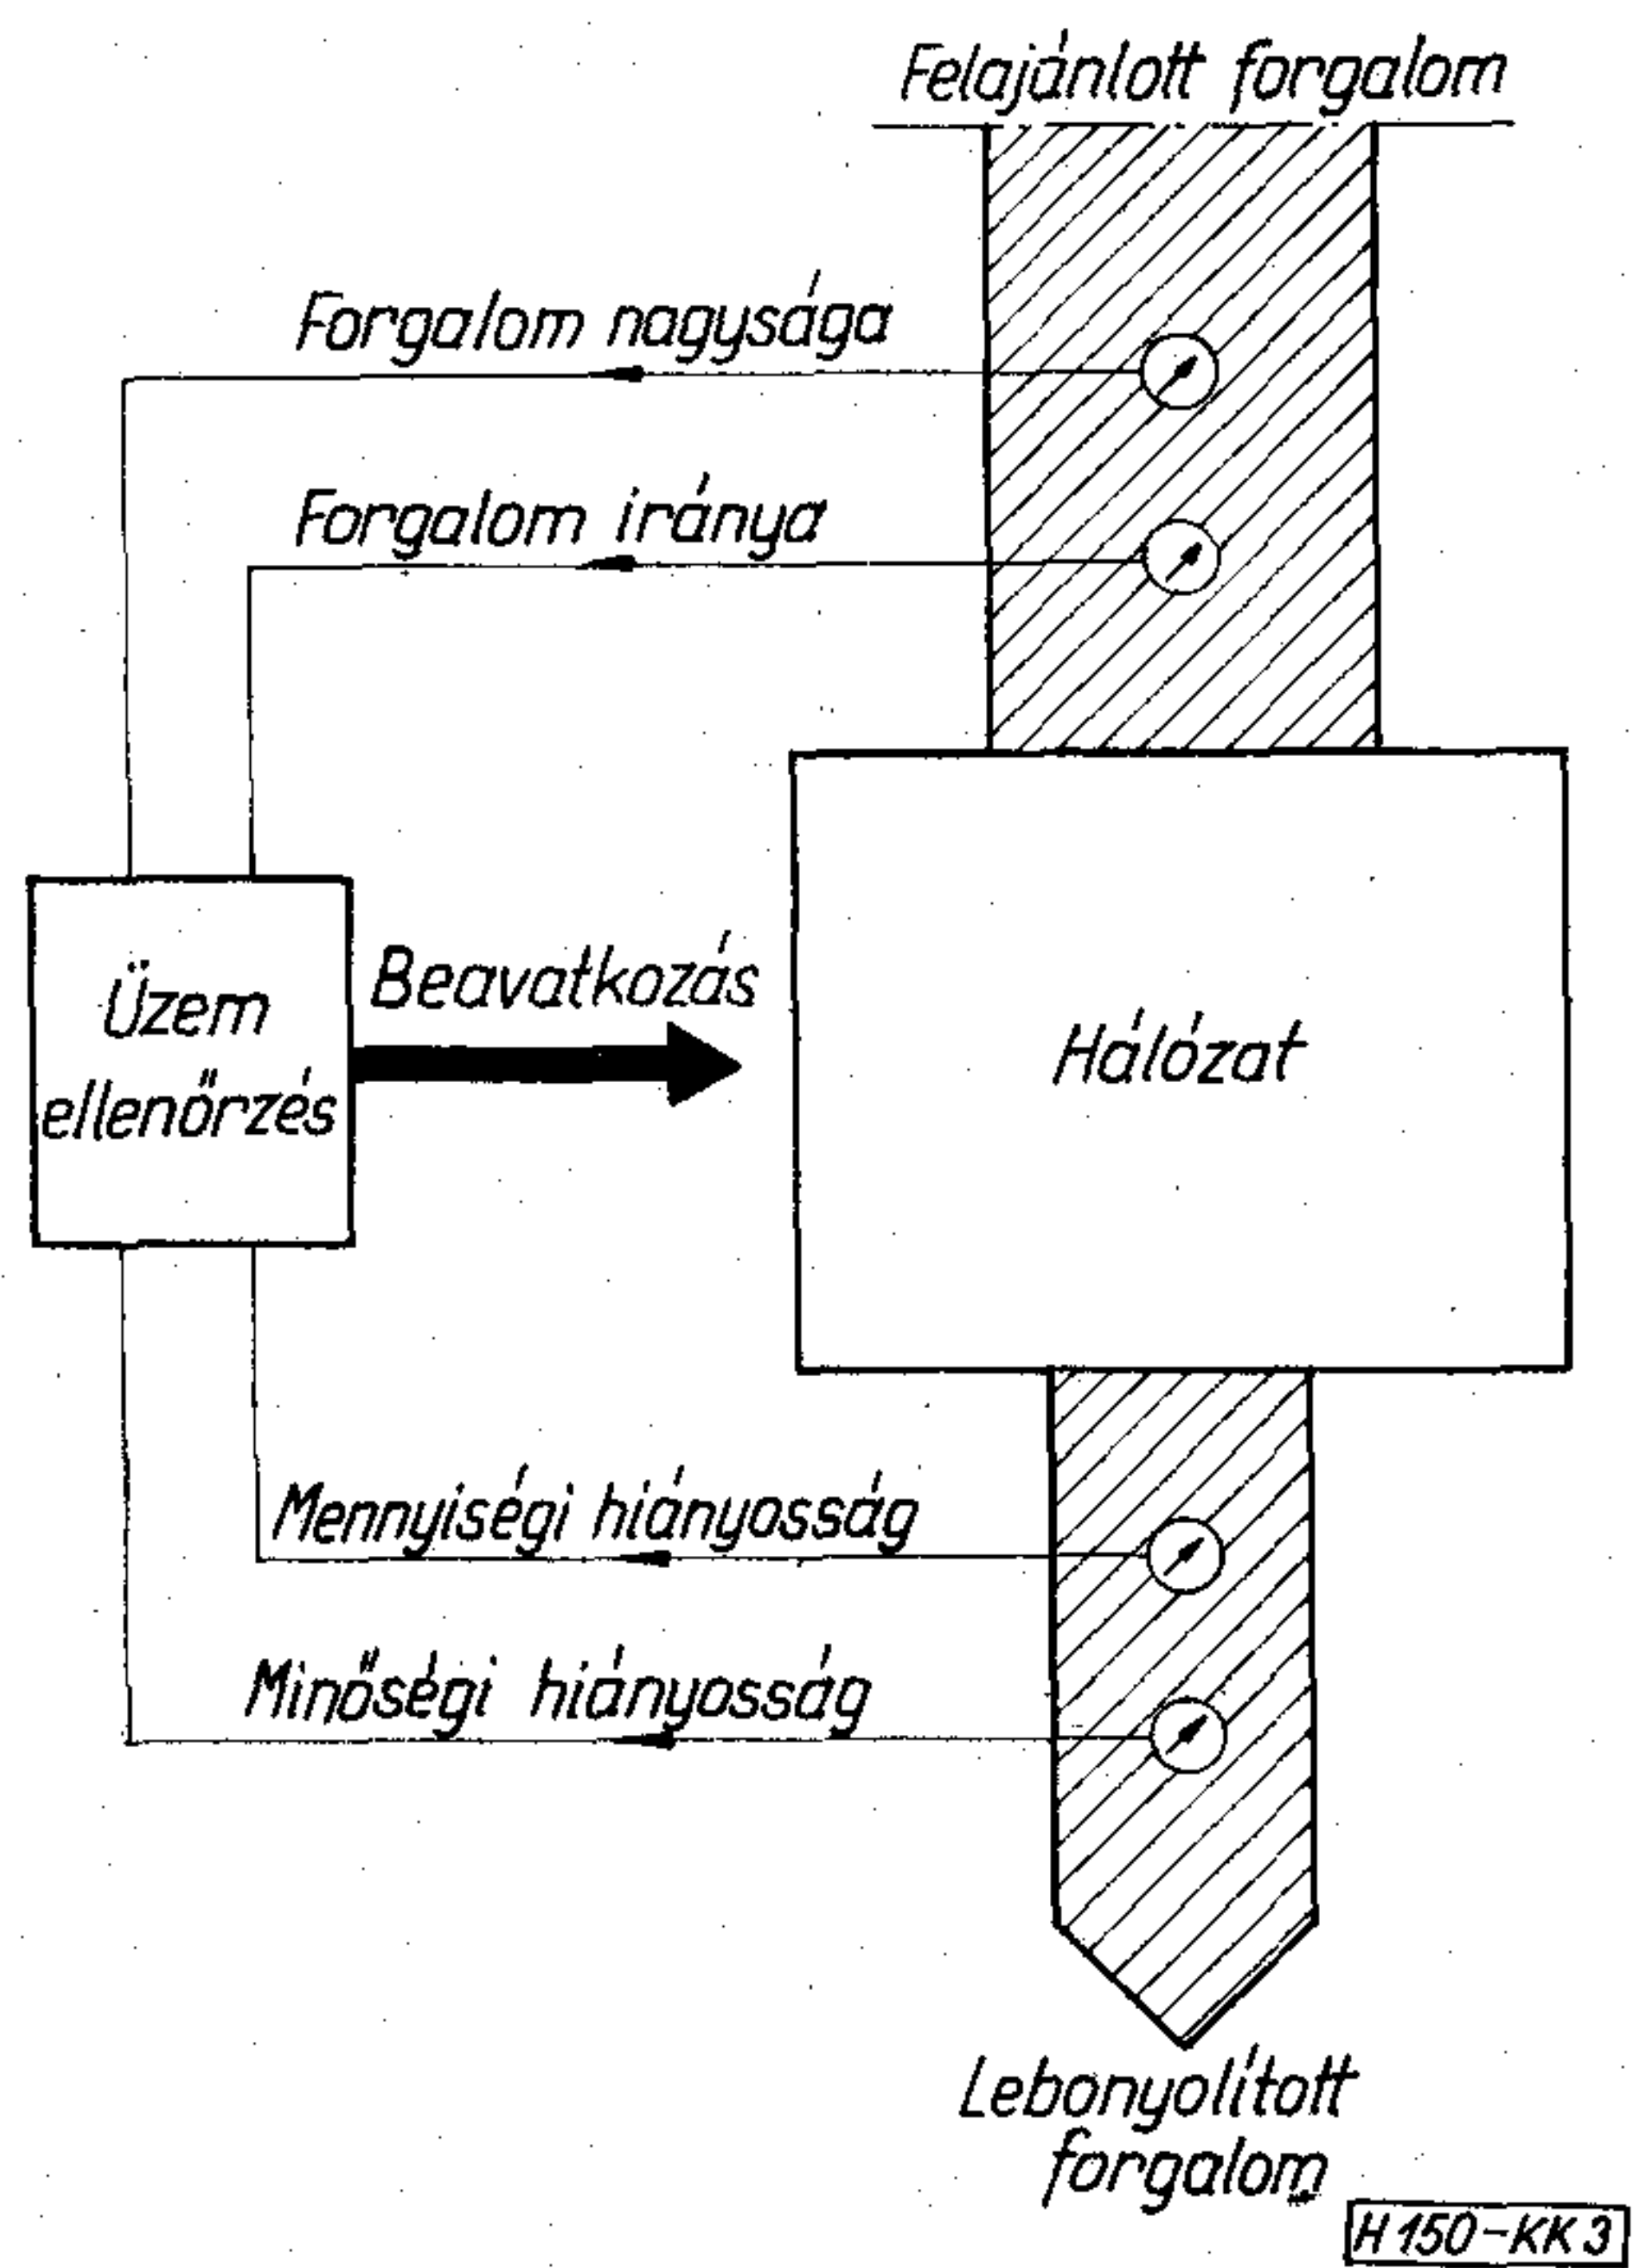 Felajánlott forgalom
Forgalom nagysága
Forgalom iránya
Üzem
ellenőrzés
Beavatkozás
Hálózat
Mennyiségi hiányosság
Minőségi hiányosság
Lebonyolított
forgalom
H 150-KK 3